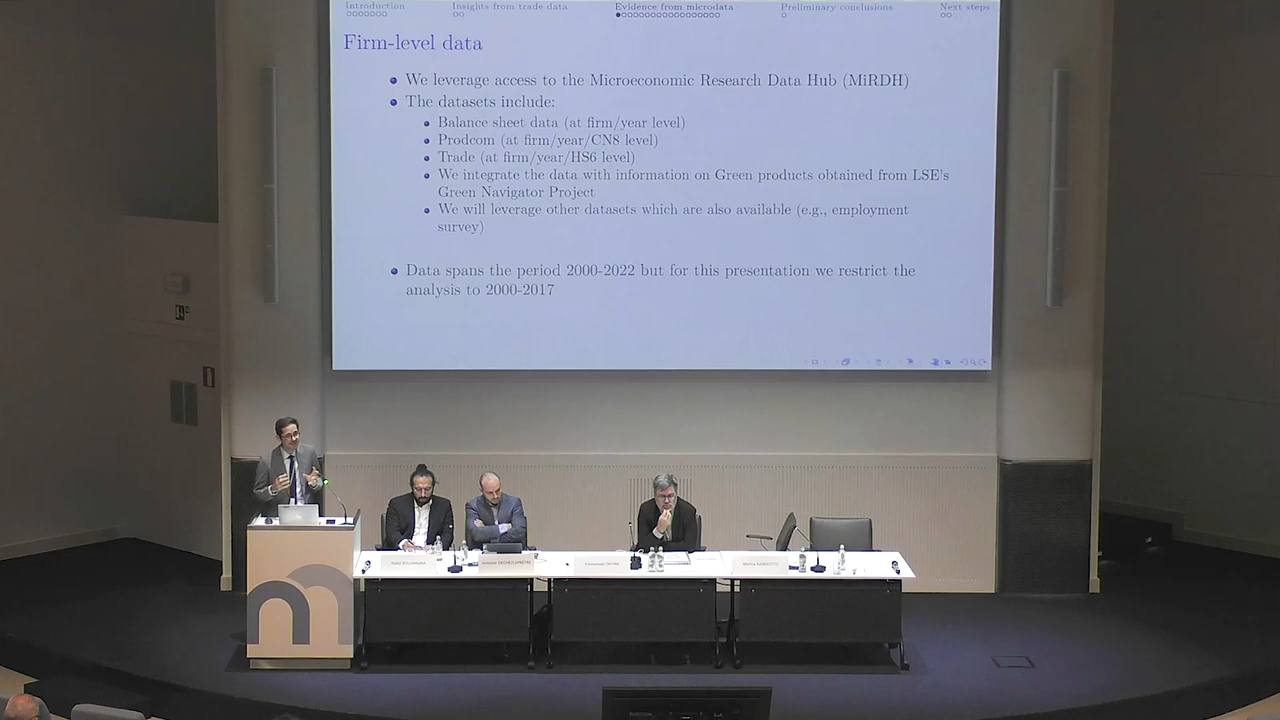 Introduction Insights from trade data Evidence from microdata Preliminary conclusions Next steps
Firm-level data
We leverage access to the Microeconomic Research Data Hub (MiRDH)
The datasets include:
Balance sheet data (at firm/year level)
Prodcom (at firm/year/CN8 level)
Trade (at firm/year/HS6 level)
We integrate the data with information on Green products obtained from LSE's
Green Navigator Project
We will leverage other datasets which are also available (e.g., employment
survey)
Data spans the period 2000-2022 but for this presentation we restrict the
analysis to 2000-2017